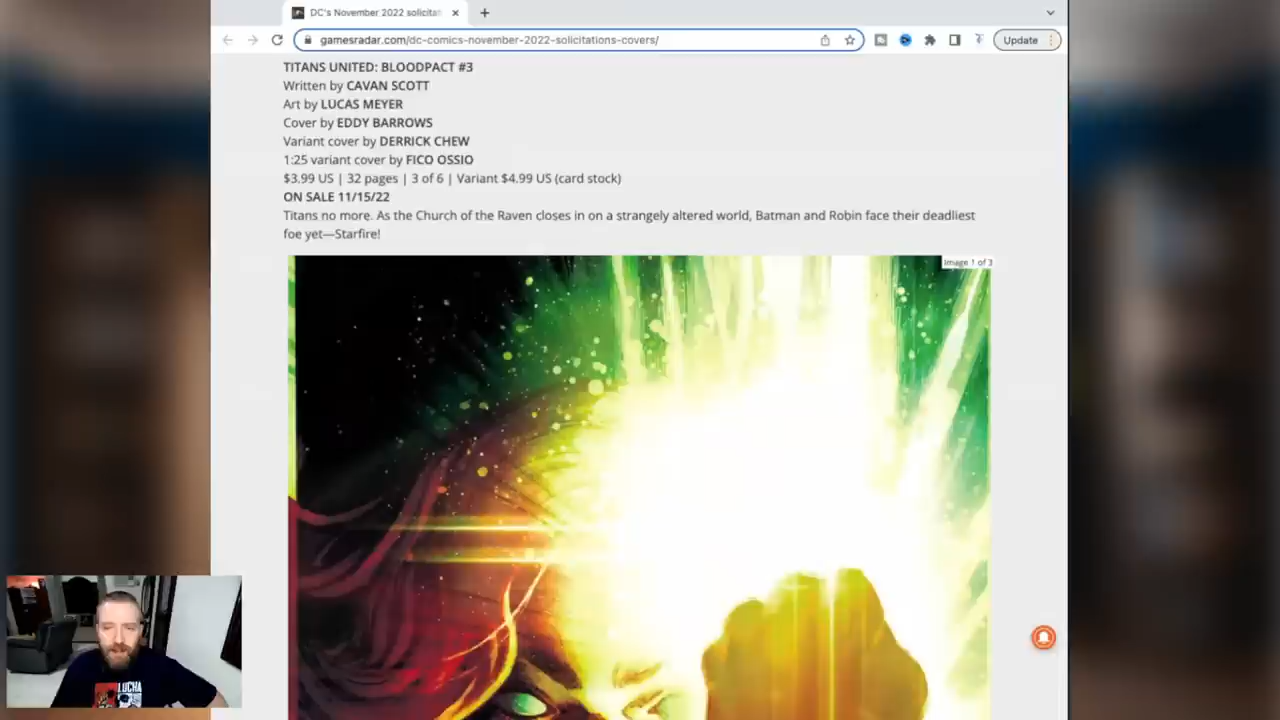 DC's November 2022 solicitat
gamesradar.com/dc-comics-november-2022-solicitations-covers/
Update
TITANS UNITED: BLOODPACT #3
Written by CAVAN SCOTT
Art by LUCAS MEYER
Cover by EDDY BARROWS
Variant cover by DERRICK CHEW
1:25 variant cover by FICO OSSIO
$3.99 US | 32 pages | 3 of 6 | Variant $4.99 US (card stock)
ON SALE 11/15/22
Titans no more. As the Church of the Raven closes in on a strangely altered world, Batman and Robin face their deadliest
foe yet—Starfire!
Image 1 of 3
LUCHA